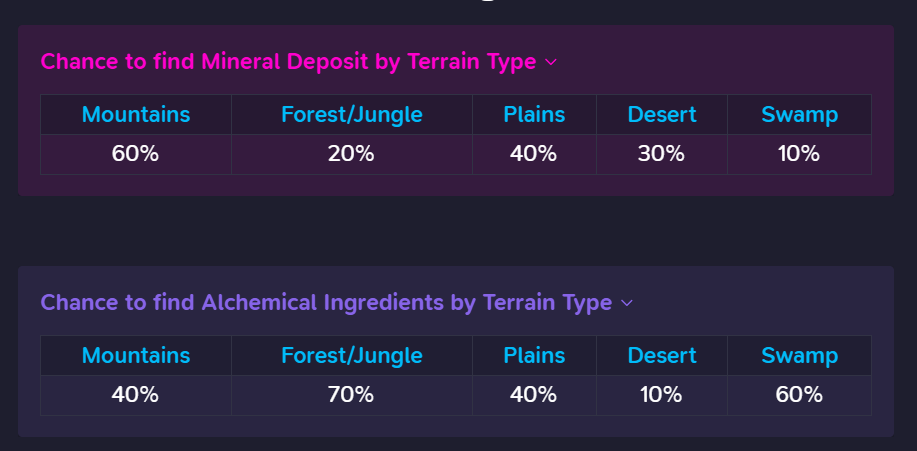 Chance to find Mineral Deposit by Terrain Type
Mountains Forest/Jungle Plains Desert Swamp
60% 20% 40% 30% 10%
Chance to find Alchemical Ingredients by Terrain Type
Mountains Forest/Jungle Plains Desert Swamp
40% 70% 40% 10% 60%